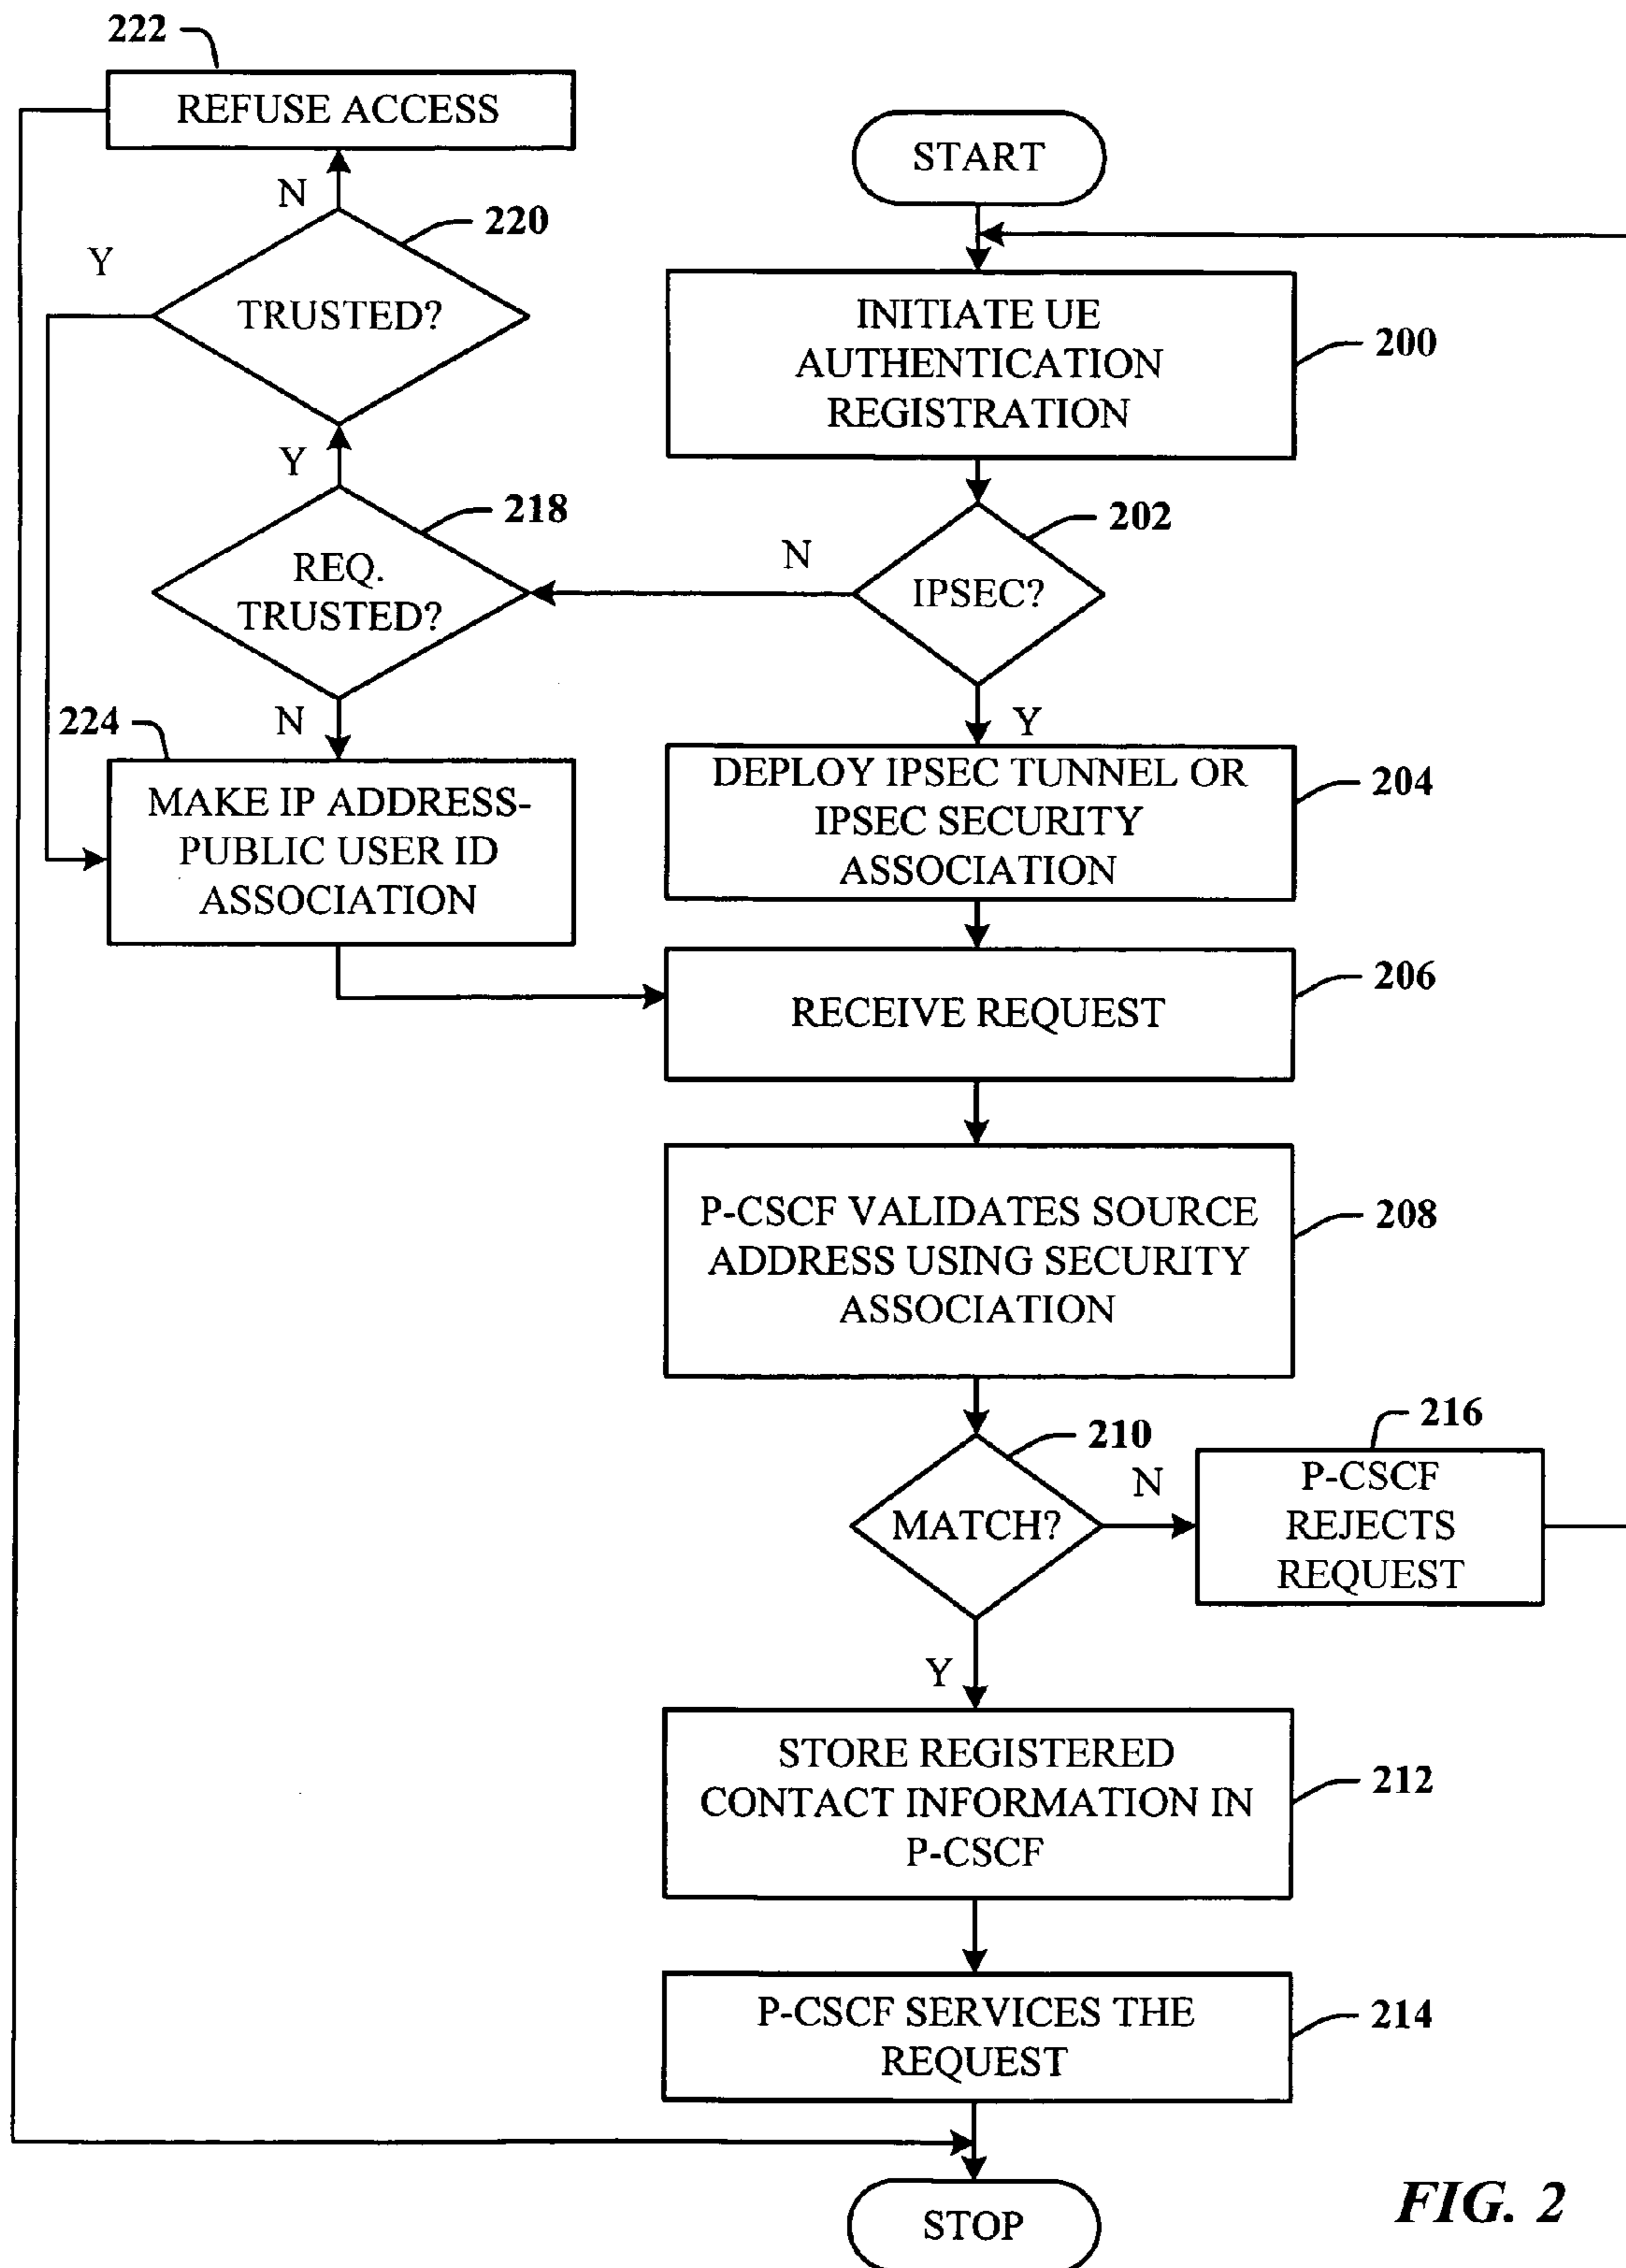 222
REFUSE ACCESS
START
N
220
Y
TRUSTED?
INITIATE UE
AUTHENTICATION
REGISTRATION
200
Y
218
REQ.
TRUSTED?
N
IPSEC?
202
N
Y
224
MAKE IP ADDRESS-
PUBLIC USER ID
ASSOCIATION
DEPLOY IPSEC TUNNEL OR
IPSEC SECURITY
ASSOCIATION
204
RECEIVE REQUEST
206
P-CSCF VALIDATES SOURCE
ADDRESS USING SECURITY
ASSOCIATION
208
210
MATCH?
N
216
P-CSCF
REJECTS
REQUEST
Y
STORE REGISTERED
CONTACT INFORMATION IN
P-CSCF
212
P-CSCF SERVICES THE
REQUEST
214
STOP
FIG. 2